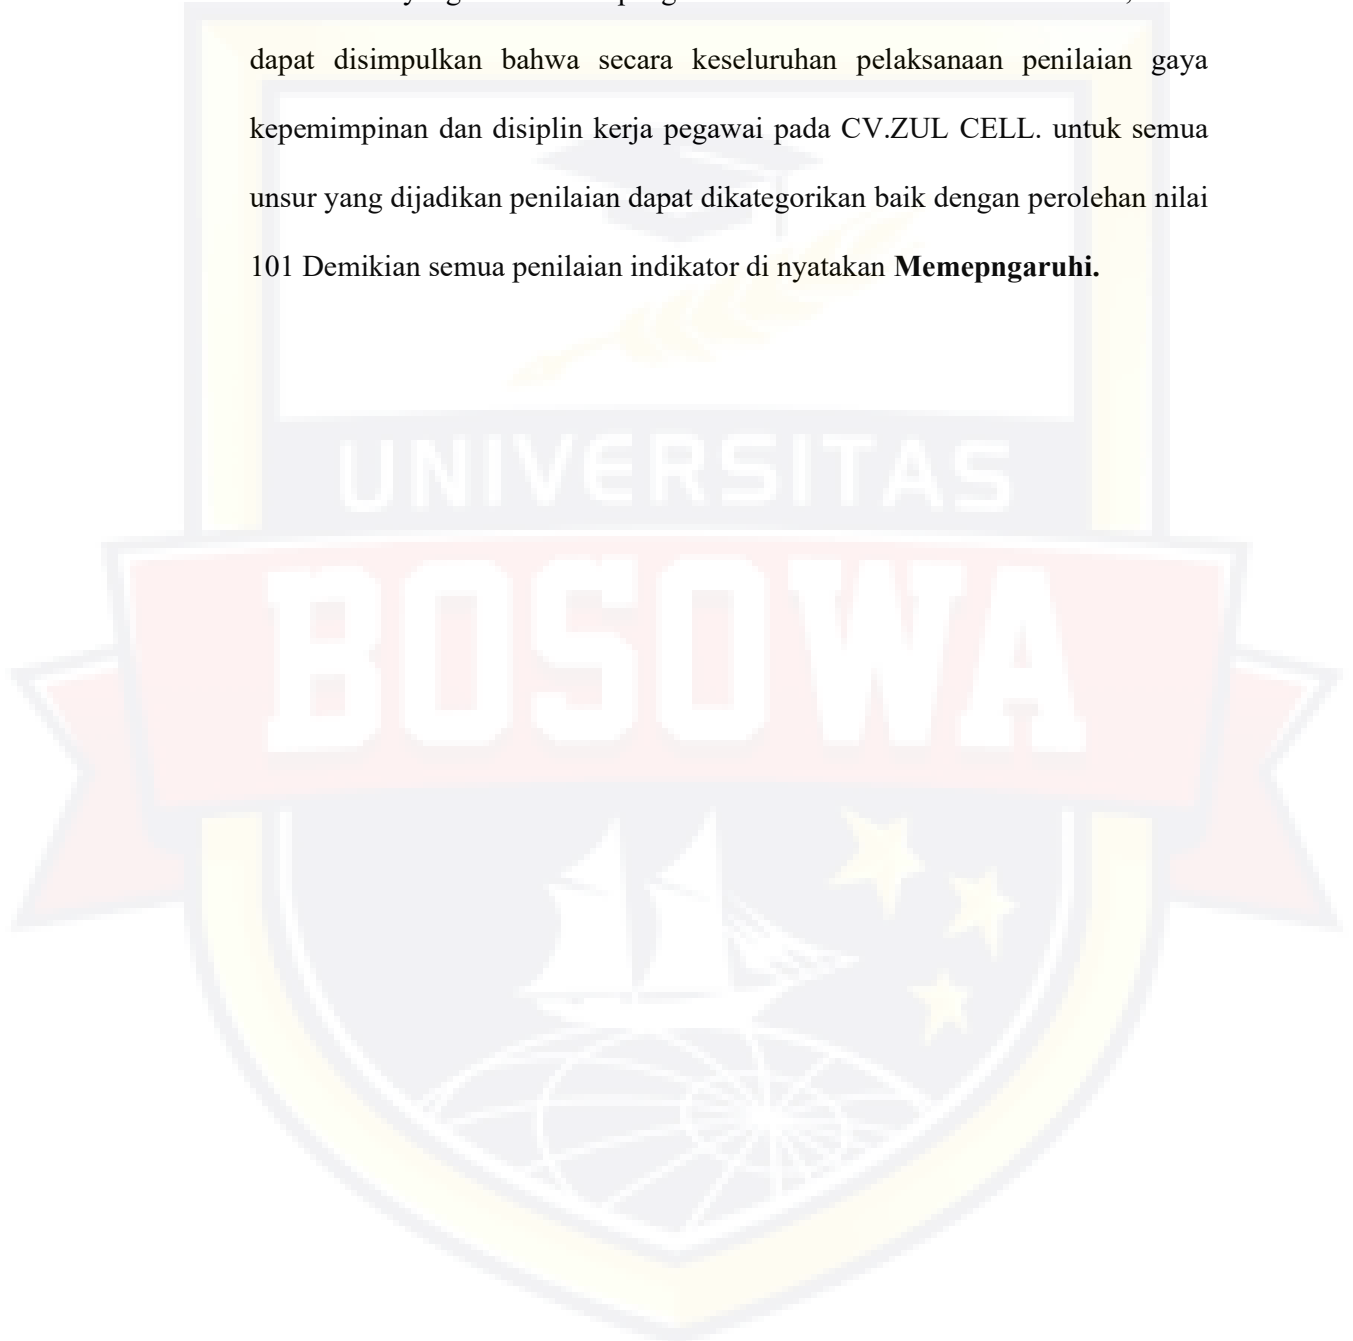 dapat disimpulkan bahwa secara keseluruhan pelaksanaan penilaian gaya
kepemimpinan dan disiplin kerja pegawai pada CV.ZUL CELL. untuk semua
unsur yang dijadikan penilaian dapat dikategorikan baik dengan perolehan nilai
101 Demikian semua penilaian indikator di nyatakan Memepngaruhi.
UNIVERSITAS
BOSOWA